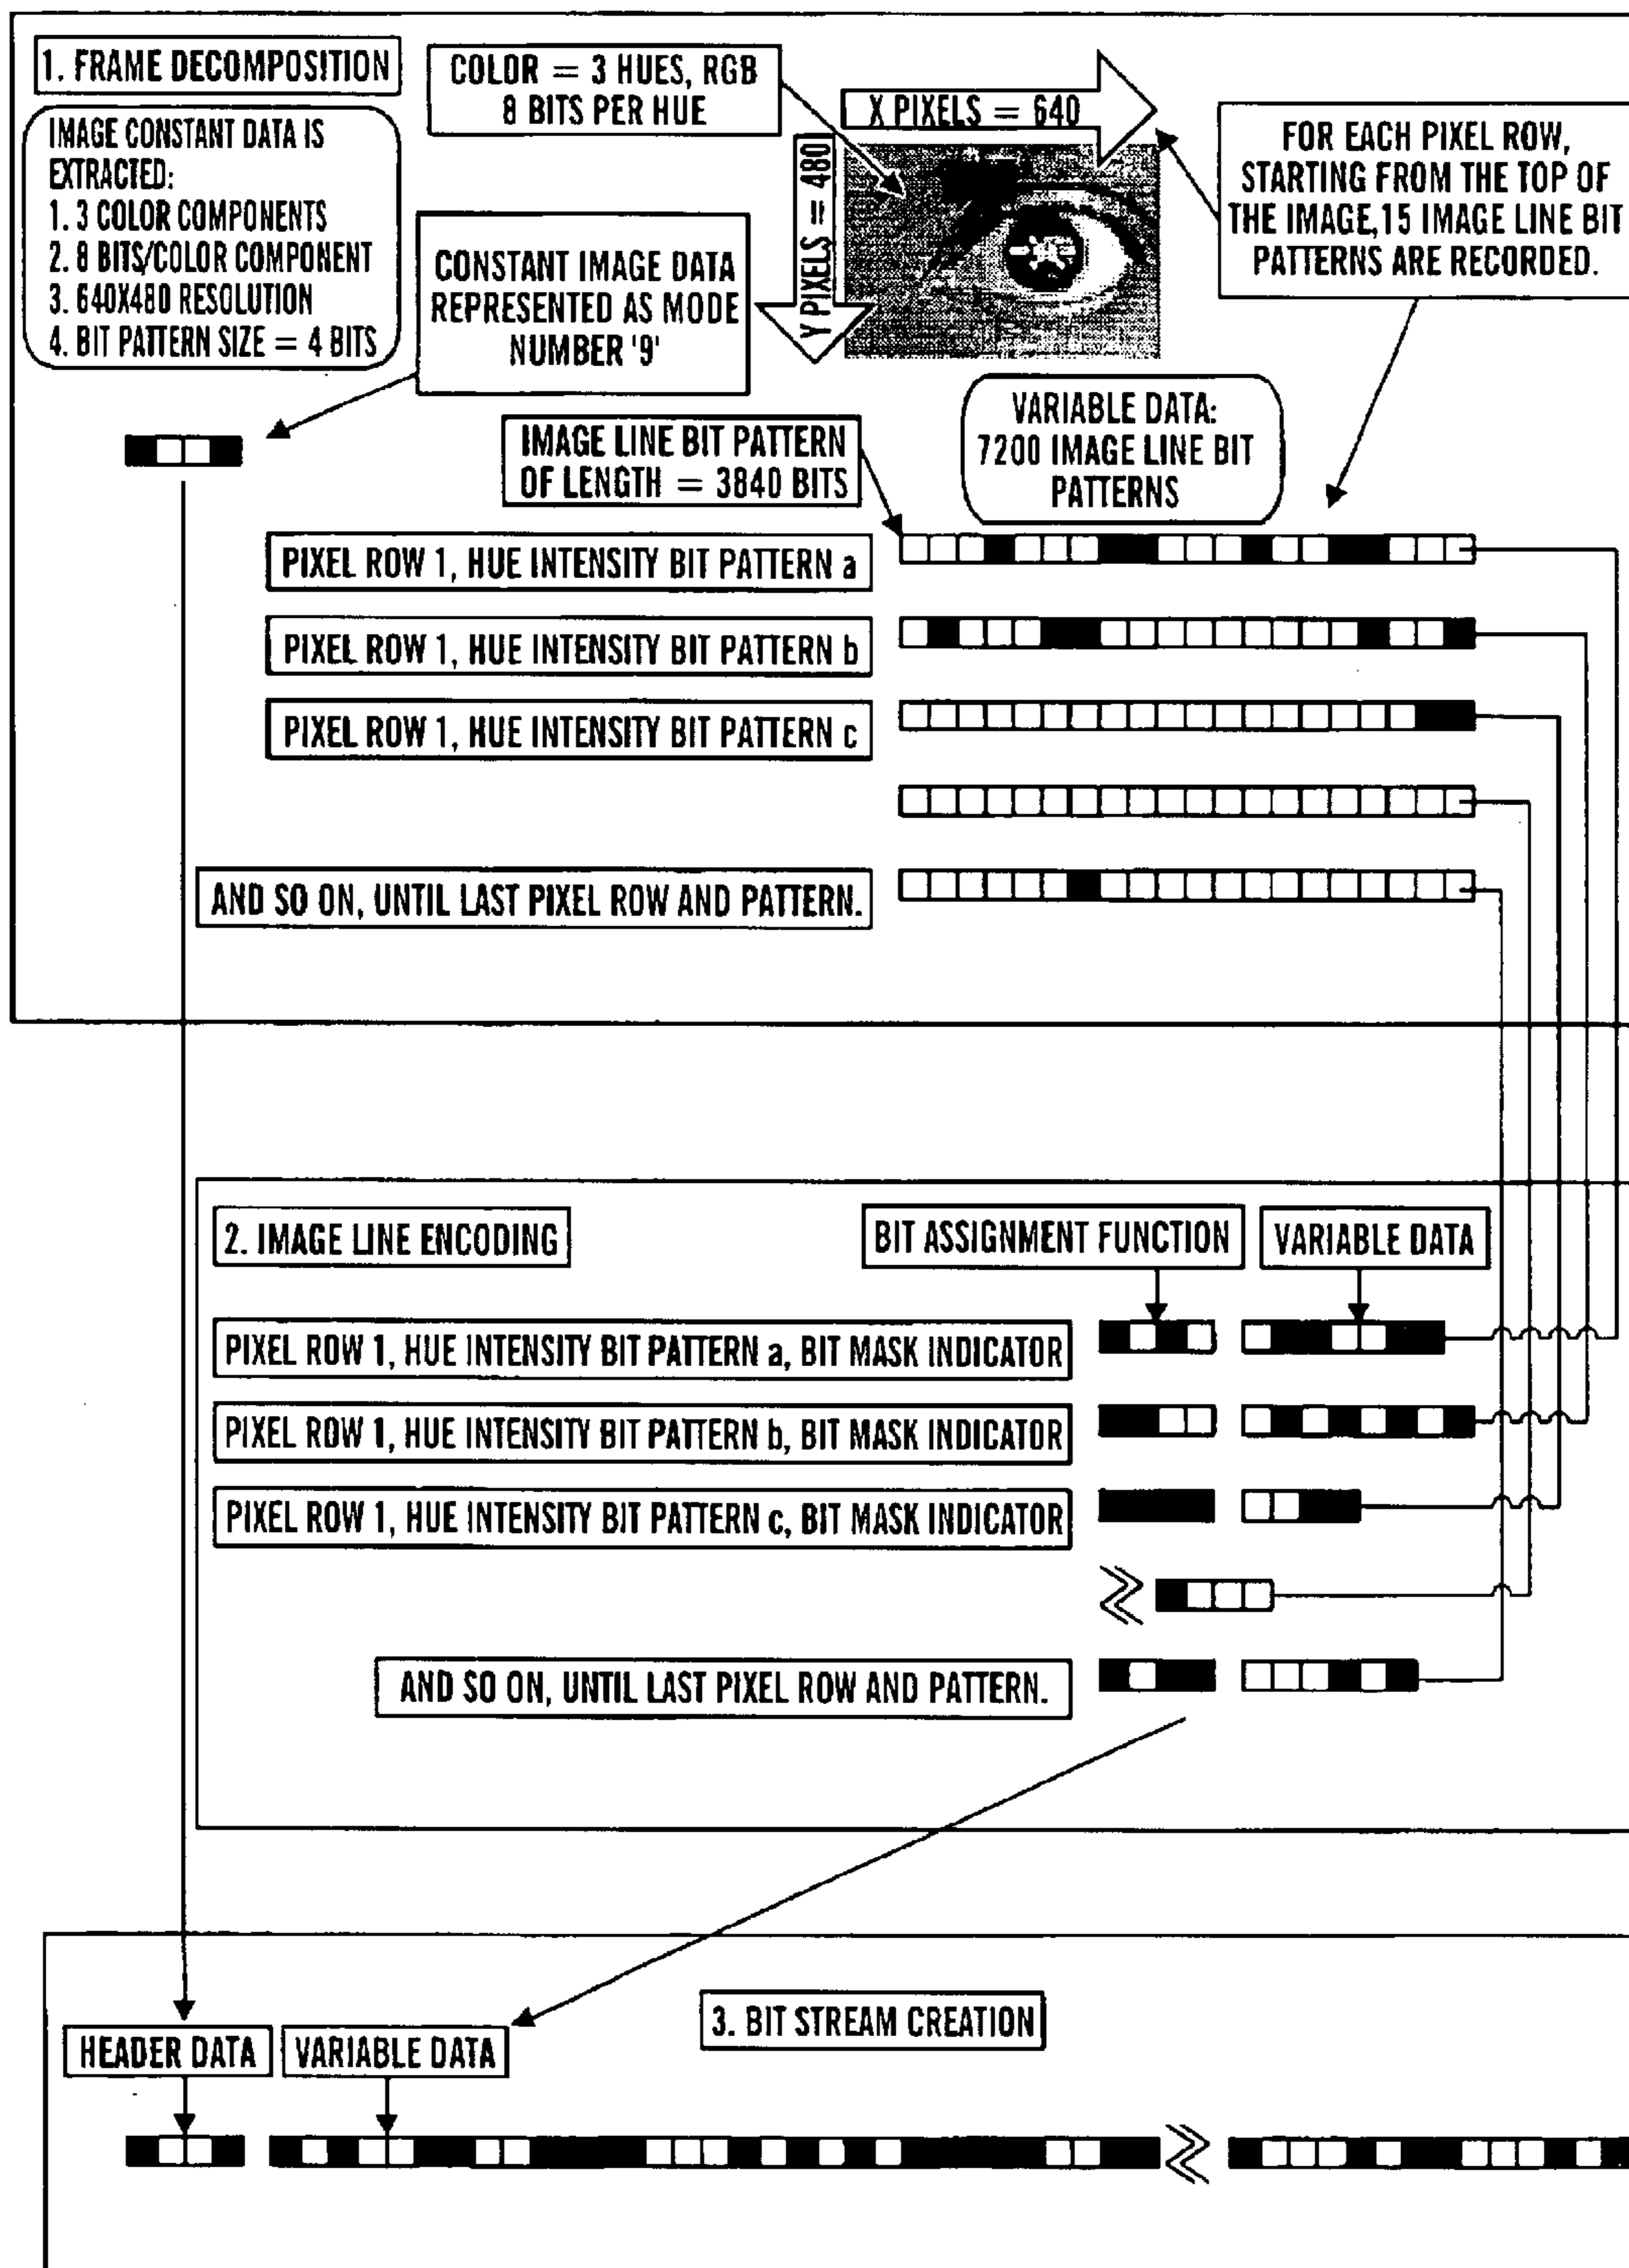 1. FRAME DECOMPOSITION
IMAGE CONSTANT DATA IS
EXTRACTED:
1. 3 COLOR COMPONENTS
2. 8 BITS/COLOR COMPONENT
3. 640X480 RESOLUTION
4. BIT PATTERN SIZE = 4 BITS
COLOR = 3 HUES, RGB
8 BITS PER HUE
X PIXELS = 640
Y PIXELS = 480
FOR EACH PIXEL ROW,
STARTING FROM THE TOP OF
THE IMAGE,15 IMAGE LINE BIT
PATTERNS ARE RECORDED.
CONSTANT IMAGE DATA
REPRESENTED AS MODE
NUMBER '9'
IMAGE LINE BIT PATTERN
OF LENGTH = 3840 BITS
VARIABLE DATA:
7200 IMAGE LINE BIT
PATTERNS
PIXEL ROW 1, HUE INTENSITY BIT PATTERN a
PIXEL ROW 1, HUE INTENSITY BIT PATTERN b
PIXEL ROW 1, HUE INTENSITY BIT PATTERN c
AND SO ON, UNTIL LAST PIXEL ROW AND PATTERN.
2. IMAGE LINE ENCODING
BIT ASSIGNMENT FUNCTION
VARIABLE DATA
PIXEL ROW 1, HUE INTENSITY BIT PATTERN a, BIT MASK INDICATOR
PIXEL ROW 1, HUE INTENSITY BIT PATTERN b, BIT MASK INDICATOR
PIXEL ROW 1, HUE INTENSITY BIT PATTERN c, BIT MASK INDICATOR
AND SO ON, UNTIL LAST PIXEL ROW AND PATTERN.
3. BIT STREAM CREATION
HEADER DATA
VARIABLE DATA